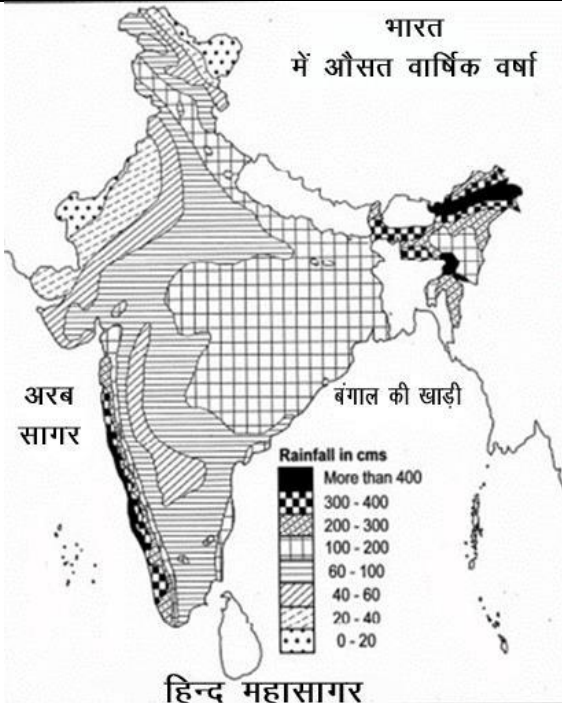 भारत
में औसत वार्षिक वर्षा
अरब
सागर
बंगाल की खाड़ी
Rainfall in cms
More than 400
300 - 400
200 - 300
100 - 200
60 - 100
40 - 60
20 - 40
0 - 20
हिन्द महासागर